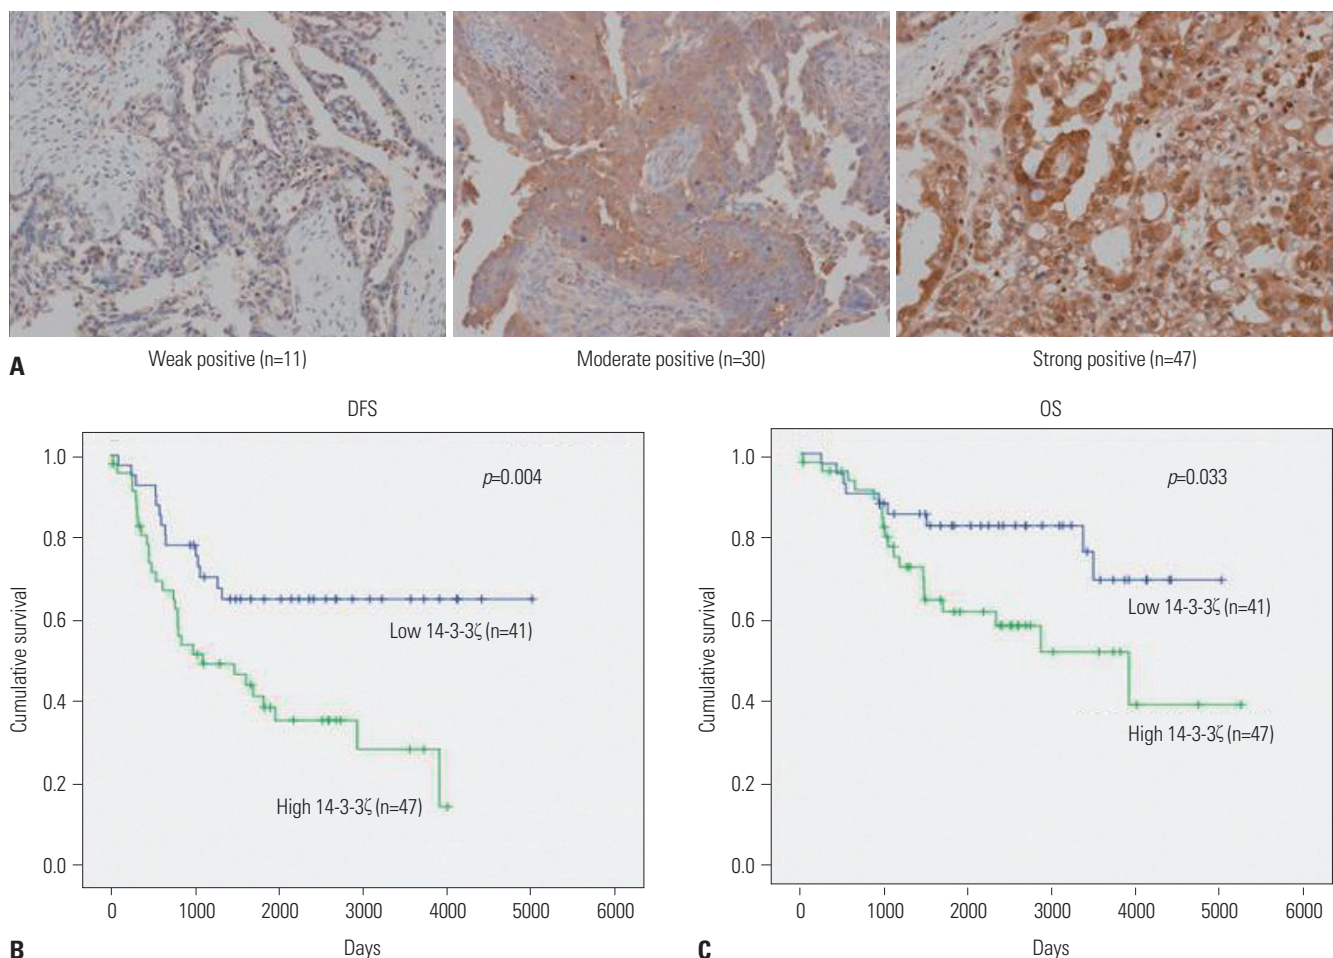 Weak positive (n=11)
Moderate positive (n=30)
Strong positive (n=47)
A
DFS
1.0
0.8
0.6
0.4
0.2
0.0
Cumulative survival
p=0.004
Low 14-3-3ζ (n=41)
High 14-3-3ζ (n=47)
0 1000 2000 3000 4000 5000 6000
Days
B
OS
1.0
0.8
0.6
0.4
0.2
0.0
Cumulative survival
p=0.033
Low 14-3-3ζ (n=41)
High 14-3-3ζ (n=47)
0 1000 2000 3000 4000 5000 6000
Days
C